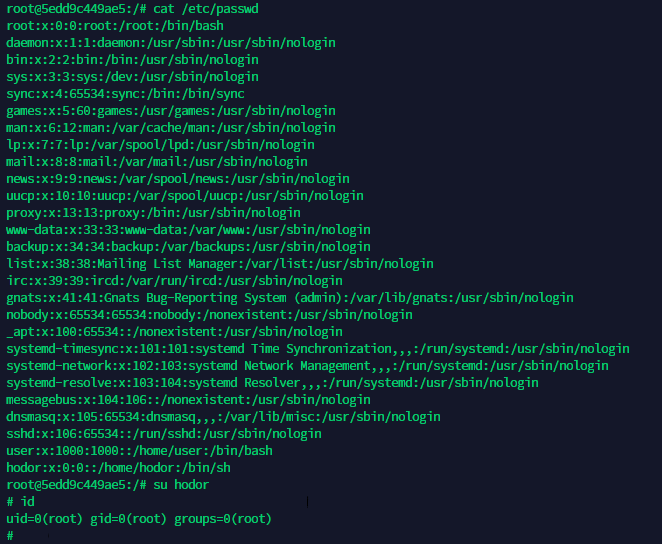 root@5edd9c449ae5:/# cat /etc/passwd
root:x:0:0:root:/root:/bin/bash
daemon:x:1:1:daemon:/usr/sbin:/usr/sbin/nologin
bin:x:2:2:bin:/bin:/usr/sbin/nologin
sys:x:3:3:sys:/dev:/usr/sbin/nologin
sync:x:4:65534:sync:/bin:/bin/sync
games:x:5:60:games:/usr/games:/usr/sbin/nologin
man:x:6:12:man:/var/cache/man:/usr/sbin/nologin
lp:x:7:7:lp:/var/spool/lpd:/usr/sbin/nologin
mail:x:8:8:mail:/var/mail:/usr/sbin/nologin
news:x:9:9:news:/var/spool/news:/usr/sbin/nologin
uucp:x:10:10:uucp:/var/spool/uucp:/usr/sbin/nologin
proxy:x:13:13:proxy:/bin:/usr/sbin/nologin
www-data:x:33:33:www-data:/var/www:/usr/sbin/nologin
backup:x:34:34:backup:/var/backups:/usr/sbin/nologin
list:x:38:38:Mailing List Manager:/var/list:/usr/sbin/nologin
irc:x:39:39:ircd:/var/run/ircd:/usr/sbin/nologin
gnats:x:41:41:Gnats Bug-Reporting System (admin):/var/lib/gnats:/usr/sbin/nologin
nobody:x:65534:65534:nobody:/nonexistent:/usr/sbin/nologin
_apt:x:100:65534::/nonexistent:/usr/sbin/nologin
systemd-timesync:x:101:101:systemd Time Synchronization,,,:/run/systemd:/usr/sbin/nologin
systemd-network:x:102:103:systemd Network Management,,,:/run/systemd:/usr/sbin/nologin
systemd-resolve:x:103:104:systemd Resolver,,,:/run/systemd:/usr/sbin/nologin
messagebus:x:104:106::/nonexistent:/usr/sbin/nologin
dnsmasq:x:105:65534:dnsmasq,,,:/var/lib/misc:/usr/sbin/nologin
sshd:x:106:65534::/run/sshd:/usr/sbin/nologin
user:x:1000:1000::/home/user:/bin/bash
hodor:x:0:0::/home/hodor:/bin/sh
root@5edd9c449ae5:/# su hodor
# id
uid=0(root) gid=0(root) groups=0(root)
#